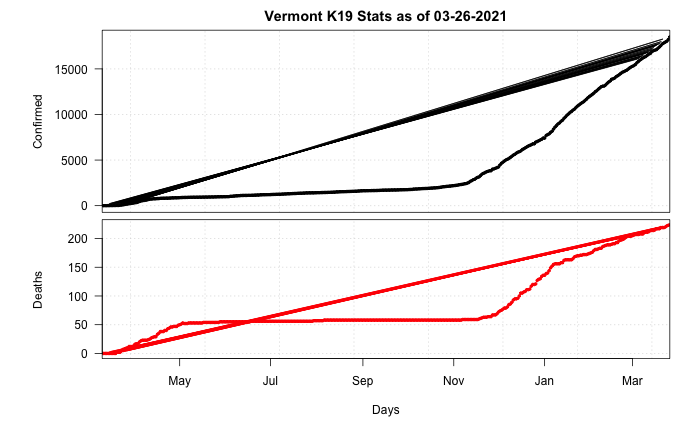 Vermont K19 Stats as of 03-26-2021
Confirmed
15000
10000
5000
0
Deaths
200
150
100
50
0
May Jul Sep Nov Jan Mar
Days